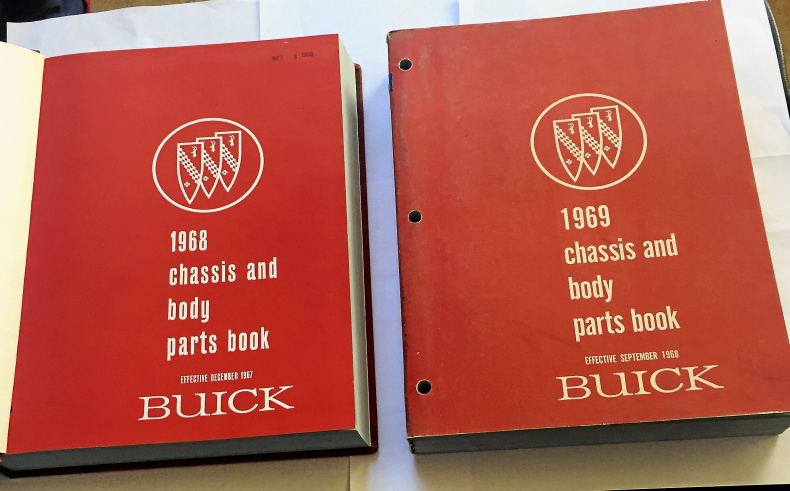 1968
chassis and
body
parts book
EFFECTIVE DECEMBER 1967
BUICK
1969
chassis and
body
parts book
EFFECTIVE SEPTEMBER 1968
BUICK